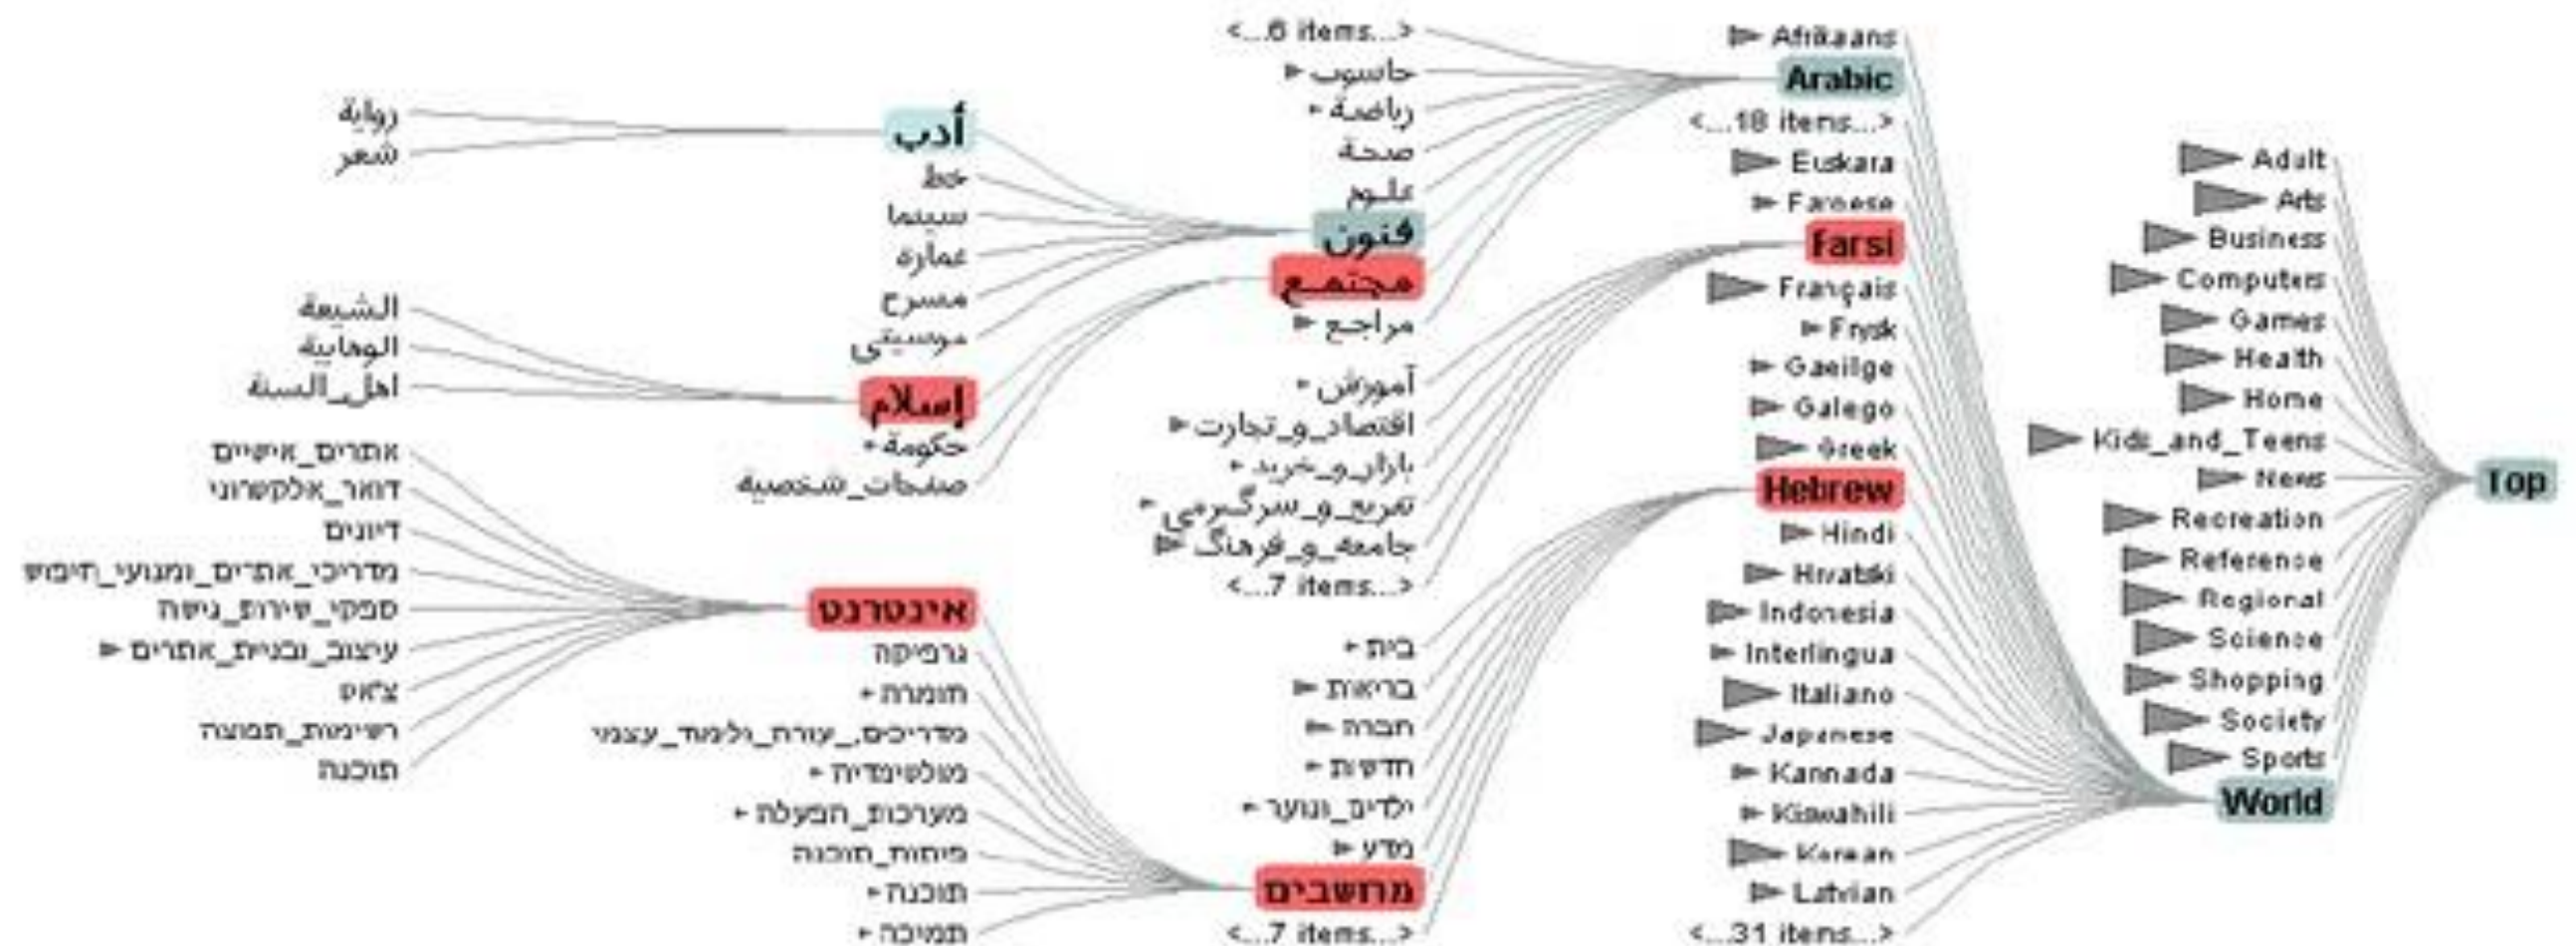 Top
Adult
Arts
Business
Computers
Games
Health
Home
Kids_and_Teens
News
Recreation
Reference
Regional
Science
Shopping
Society
Sports
World
Afrikaans
Arabic
<...18 items...>
Euskara
Faroese
Farsi
Français
Frysk
Gaeilge
Galego
Greek
Hebrew
Hindi
Hrvatski
Indonesia
Interlingua
Italiano
Japanese
Kannada
Kiswahili
Korean
Latvian
<...31 items...>
<...6 items...>
حاسوب
رياضة
صحة
علوم
فنون
مجتمع
مراجع
آموزش
اقتصاد_و_تجارت
بازار_و_خريد
تفريح_و_سرگرمی
جامعه_و_فرهنگ
<...7 items...>
בית
בריאות
חברה
חדשות
ילדים_ונוער
מדע
מחשבים
<...7 items...>
أدب
خط
سينما
عمارة
مسرح
موسيقى
إسلام
حكومة
صفحات_شخصية
אינטרנט
גרפיקה
חומרה
מדריכים,_עזרה_ולימוד_עצמי
מולטימדיה
מערכות_הפעלה
פיתוח_תוכנה
תוכנה
תמיכה
رواية
شعر
الشيعة
الوهابية
اهل_السنة
אתרים_אישיים
דואר_אלקטרוני
דיונים
מדריכי_אתרים_ומנועי_חיפוש
ספקי_שירות_גישה
עיצוב_ובניית_אתרים
צ'אט
רשימות_תפוצה
תוכנה